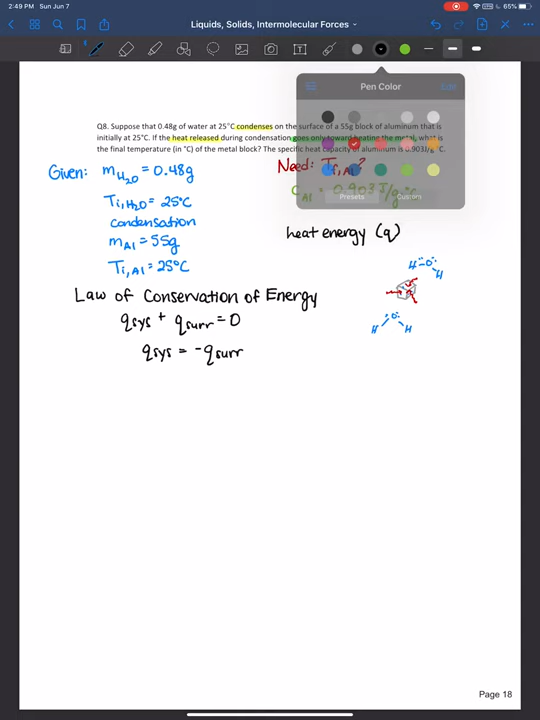 2:49 PM Sun Jun 7
65%
Liquids, Solids, Intermolecular Forces
Pen Color
Edit
Presets
Custom
Q8. Suppose that 0.48g of water at 25°C condenses on the surface of a 55g block of aluminum that is
initially at 25°C. If the heat released during condensation goes only toward heating the metal, what is
the final temperature (in °C) of the metal block? The specific heat capacity of aluminum is 0.903J/g °C.
Given: mH2O = 0.48g
Need: Tf,Al?
Ti,H2O = 25°C
CAl = 0.903 J/g°C
condensation
mAl = 55g
heat energy (q)
Ti,Al = 25°C
H O H
Law of Conservation of Energy
qsys + qsurr = 0
H O H
qsys = -qsurr
Page 18